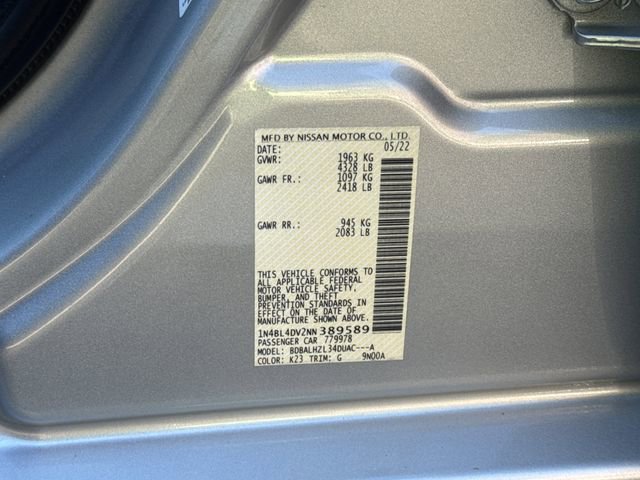 MFD BY NISSAN MOTOR CO., LTD.
DATE: 05/22
GVWR: 1963 KG
4328 LB
GAWR FR.: 1097 KG
2418 LB
GAWR RR.: 945 KG
2083 LB
THIS VEHICLE CONFORMS TO
ALL APPLICABLE FEDERAL
MOTOR VEHICLE SAFETY,
BUMPER, AND THEFT
PREVENTION STANDARDS IN
EFFECT ON THE DATE OF
MANUFACTURE SHOWN ABOVE.
1N4BL4DV2NN389589
PASSENGER CAR 779978
MODEL: BDBALHZL34DUAC---A
COLOR: K23 TRIM: G 9N00A